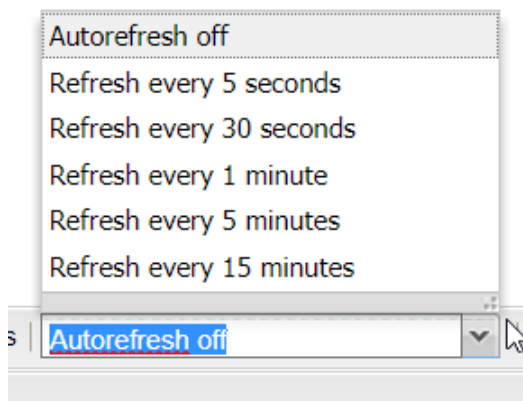 Autorefresh off
Refresh every 5 seconds
Refresh every 30 seconds
Refresh every 1 minute
Refresh every 5 minutes
Refresh every 15 minutes
s | Autorefresh off